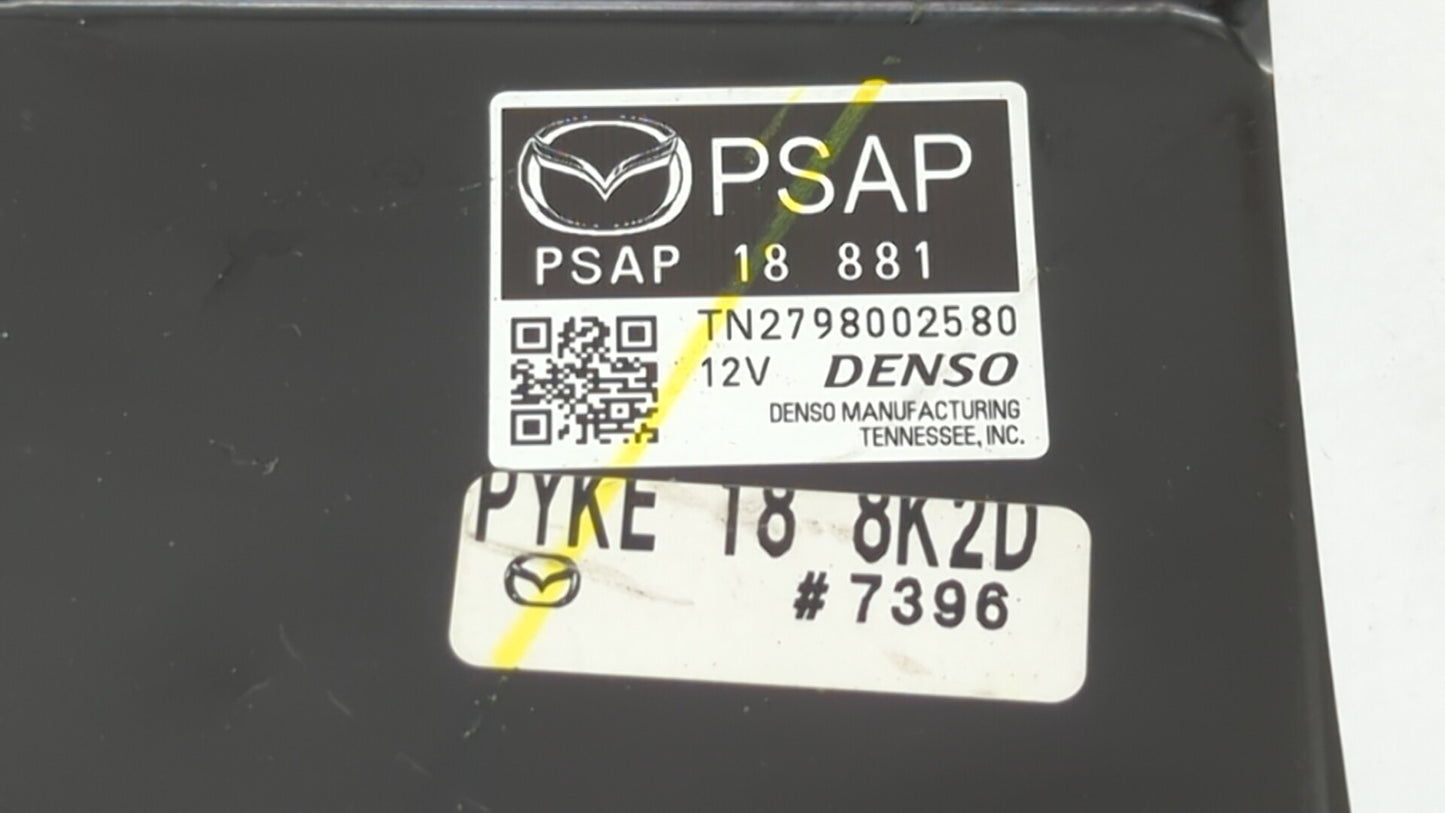 PSAP
PSAP 18 881
TN2798002580
12V DENSO
DENSO MANUFACTURING
TENNESSEE, INC.
PYKE 18 8K2D
#7396